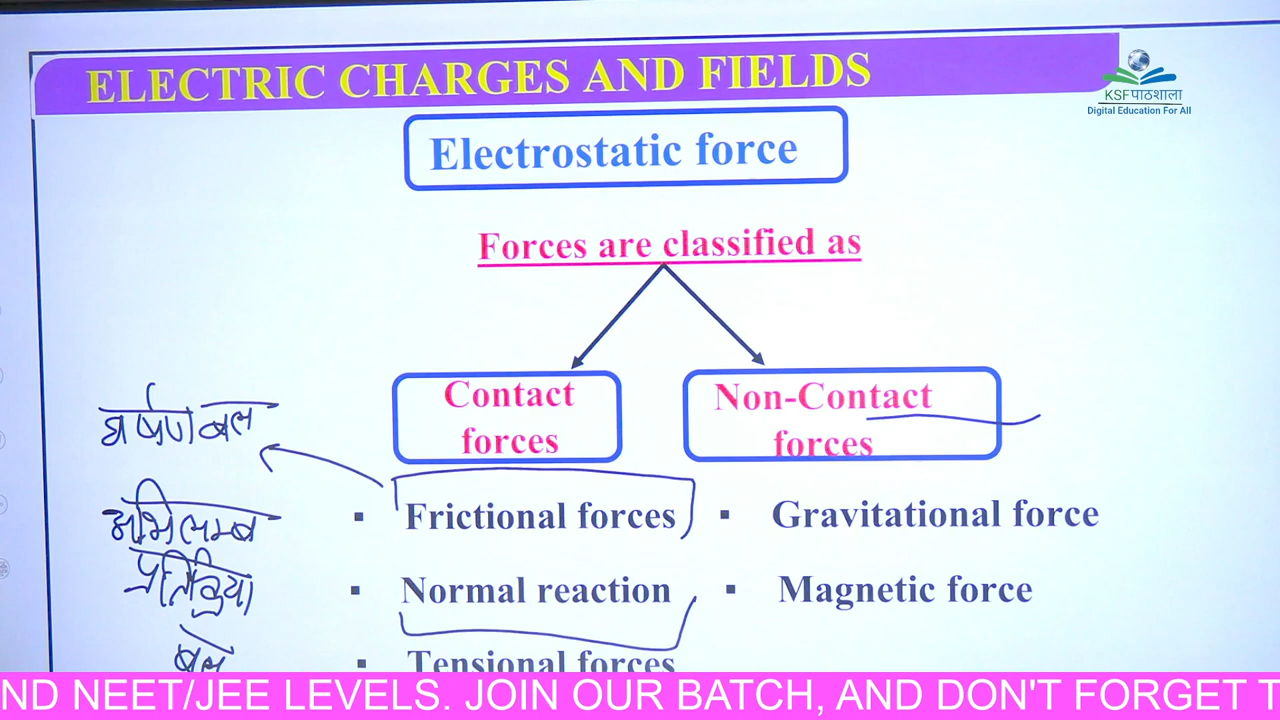 ELECTRIC CHARGES AND FIELDS
KSFपाठशाला
Digital Education For All
Electrostatic force
Forces are classified as
Contact
forces
Non-Contact
forces
घर्षण बल
▪ Frictional forces
▪ Gravitational force
अभिलम्ब
प्रतिक्रिया
बल
▪ Normal reaction
▪ Magnetic force
▪ Tensional forces
ND NEET/JEE LEVELS. JOIN OUR BATCH, AND DON'T FORGET T